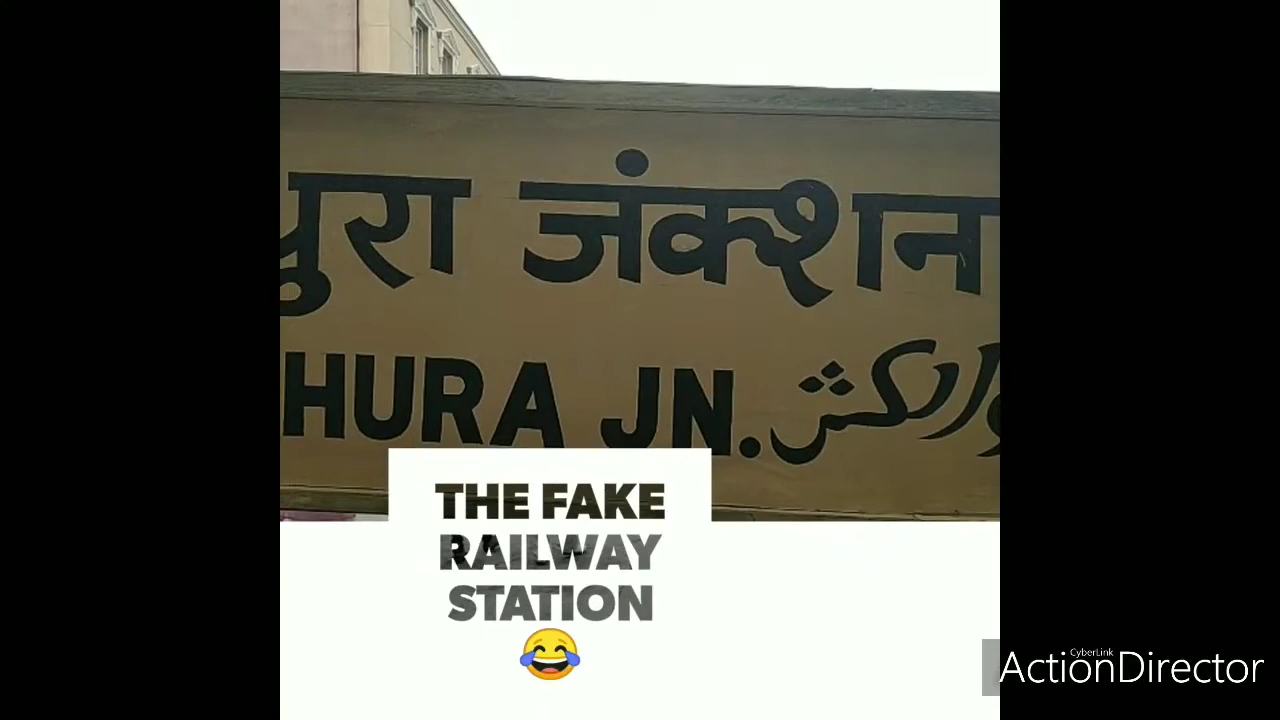 थुरा जंक्शन
HURA JN.
THE FAKE
RAILWAY
STATION
😂
CyberLink
ActionDirector